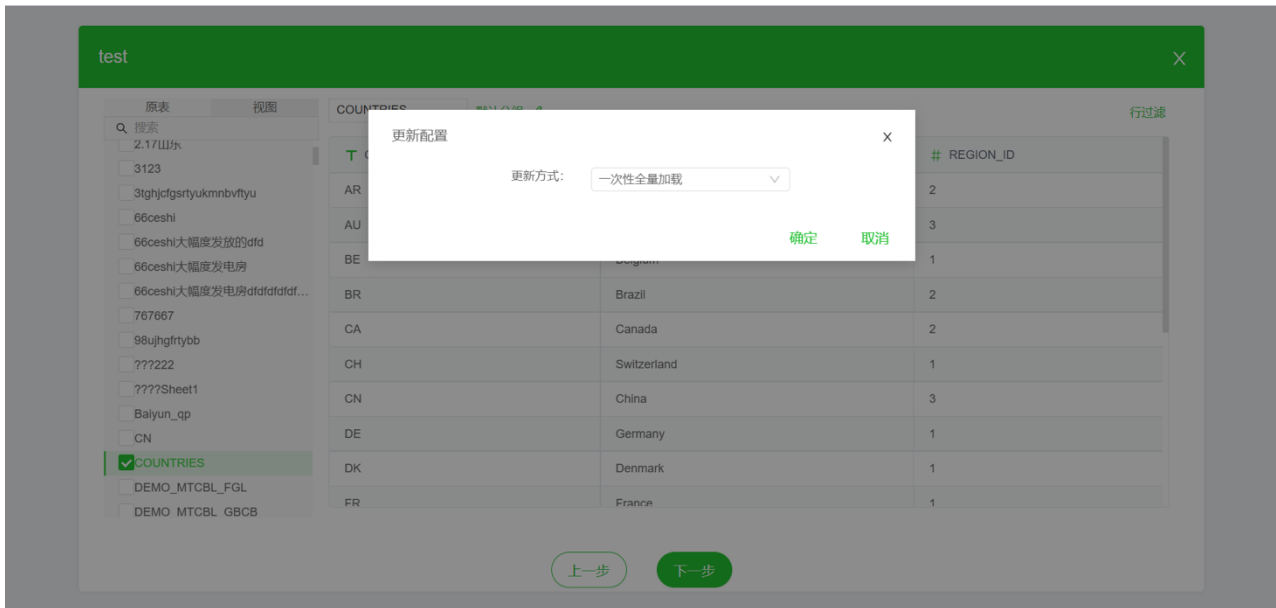 test
X
原表 视图
搜索
COUNTRIES
行过滤
3123
3tghjcfgsrtyukmnbvftyu
66ceshi
66ceshi大幅度发放的dfd
66ceshi大幅度发电房
66ceshi大幅度发电房dfdfdfdfdf...
767667
98ujhgfrtybb
???222
????Sheet1
Baiyun_qp
CN
COUNTRIES
DEMO_MTCBL_FGL
DEMO_MTCBL_GBCB
更新配置 x
更新方式: 一次性全量加载
确定 取消
# REGION_ID
AR 2
AU 3
BE Belgium 1
BR Brazil 2
CA Canada 2
CH Switzerland 1
CN China 3
DE Germany 1
DK Denmark 1
FR France 1
上一步 下一步